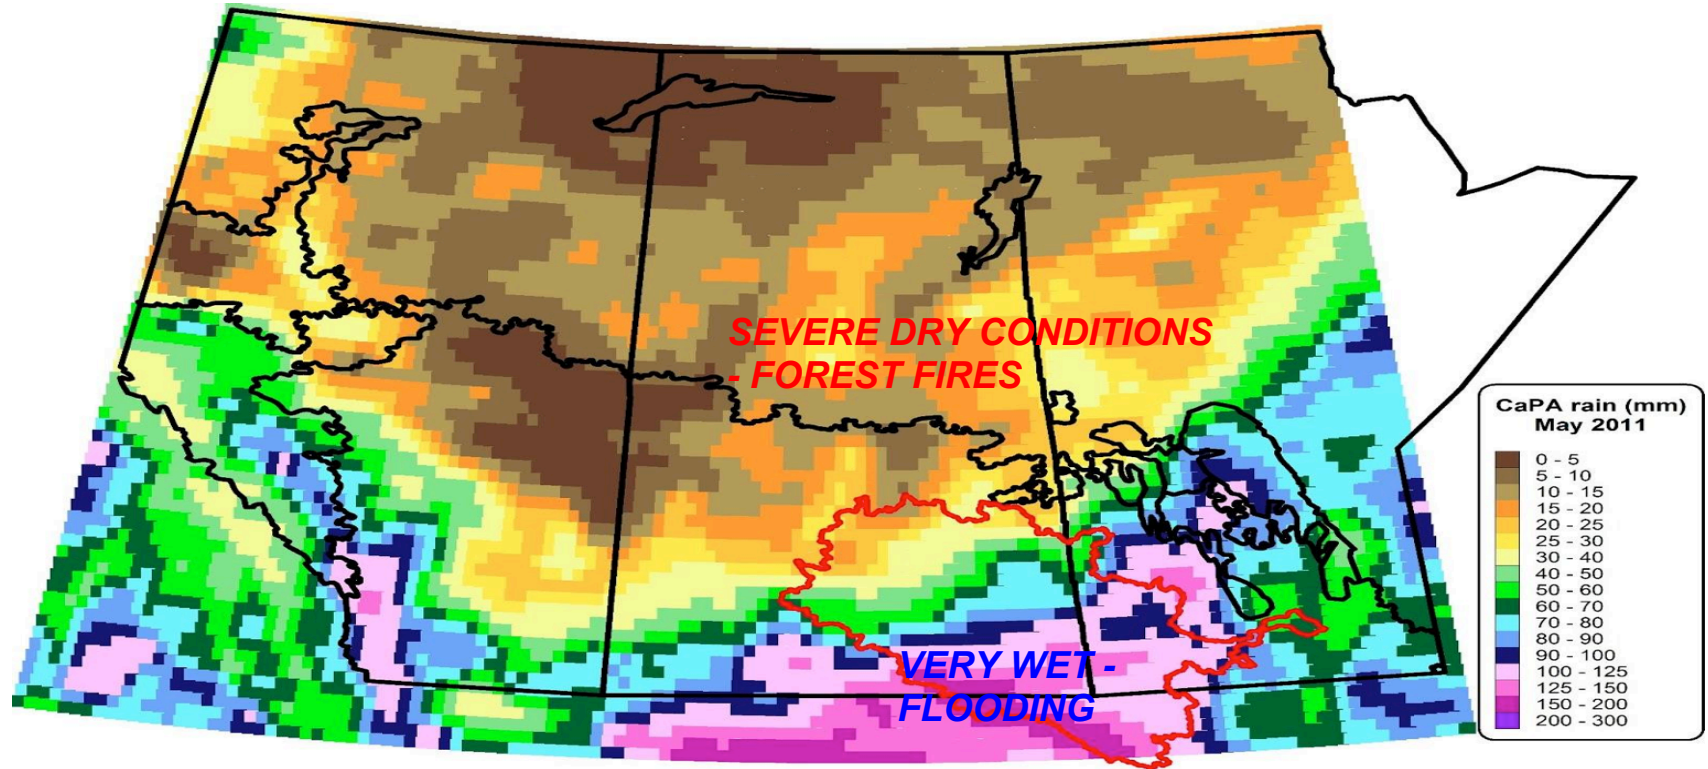 SEVERE DRY CONDITIONS
- FOREST FIRES
VERY WET -
FLOODING
CaPA rain (mm)
May 2011
0 - 5
5 - 10
10 - 15
15 - 20
20 - 25
25 - 30
30 - 40
40 - 50
50 - 60
60 - 70
70 - 80
80 - 90
90 - 100
100 - 125
125 - 150
150 - 200
200 - 300